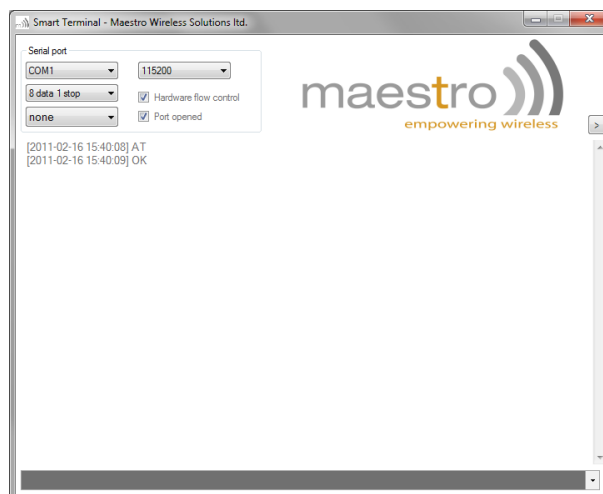 Smart Terminal - Maestro Wireless Solutions ltd.
Serial port
COM1
115200
8 data 1 stop
Hardware flow control
none
Port opened
maestro
empowering wireless
>
[2011-02-16 15:40:08] AT
[2011-02-16 15:40:09] OK